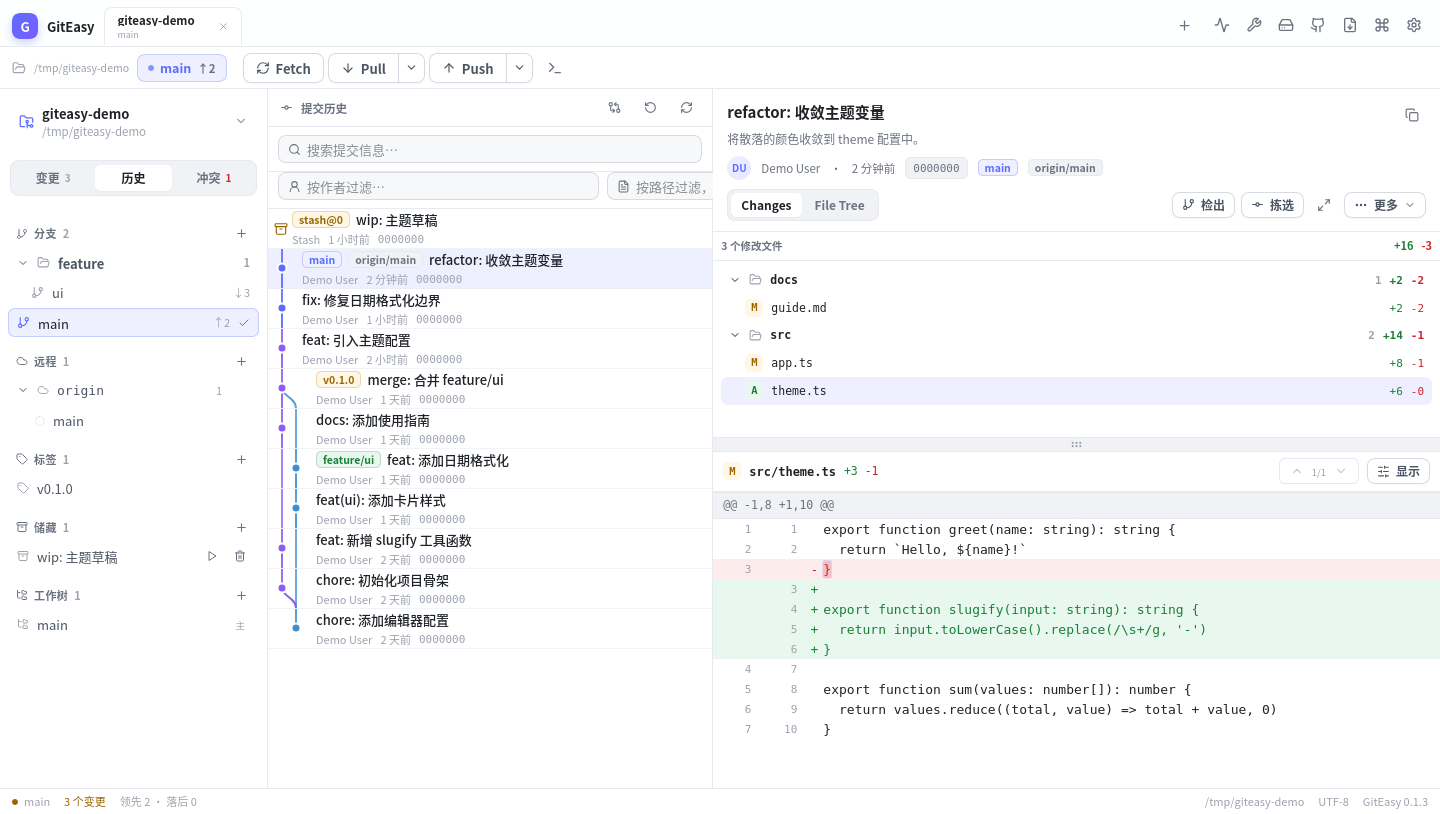 G GitEasy
giteasy-demo
main
/tmp/giteasy-demo
main ↑2
Fetch
Pull
Push
giteasy-demo
/tmp/giteasy-demo
变更 3
历史
冲突 1
分支 2
feature 1
ui ↓3
main ↑2
远程 1
origin 1
main
标签 1
v0.1.0
储藏 1
wip: 主题草稿
工作树 1
main 主
提交历史
搜索提交信息…
按作者过滤…
按路径过滤,
stash@0 wip: 主题草稿
Stash 1 小时前 0000000
main origin/main refactor: 收敛主题变量
Demo User 2 分钟前 0000000
fix: 修复日期格式化边界
Demo User 1 小时前 0000000
feat: 引入主题配置
Demo User 2 小时前 0000000
v0.1.0 merge: 合并 feature/ui
Demo User 1 天前 0000000
docs: 添加使用指南
Demo User 1 天前 0000000
feature/ui feat: 添加日期格式化
Demo User 1 天前 0000000
feat(ui): 添加卡片样式
Demo User 1 天前 0000000
feat: 新增 slugify 工具函数
Demo User 2 天前 0000000
chore: 初始化项目骨架
Demo User 2 天前 0000000
chore: 添加编辑器配置
Demo User 2 天前 0000000
refactor: 收敛主题变量
将散落的颜色收敛到 theme 配置中。
DU Demo User • 2 分钟前 0000000 main origin/main
Changes
File Tree
检出
拣选
更多
3 个修改文件 +16 -3
docs 1 +2 -2
M guide.md +2 -2
src 2 +14 -1
M app.ts +8 -1
A theme.ts +6 -0
M src/theme.ts +3 -1
1/1
显示
@@ -1,8 +1,10 @@
1 1 export function greet(name: string): string {
2 2 return `Hello, ${name}!`
3 - }
3 +
4 + export function slugify(input: string): string {
5 + return input.toLowerCase().replace(/\s+/g, '-')
6 + }
4 7
5 8 export function sum(values: number[]): number {
6 9 return values.reduce((total, value) => total + value, 0)
7 10 }
main
3 个变更
领先 2 • 落后 0
/tmp/giteasy-demo
UTF-8
GitEasy 0.1.3